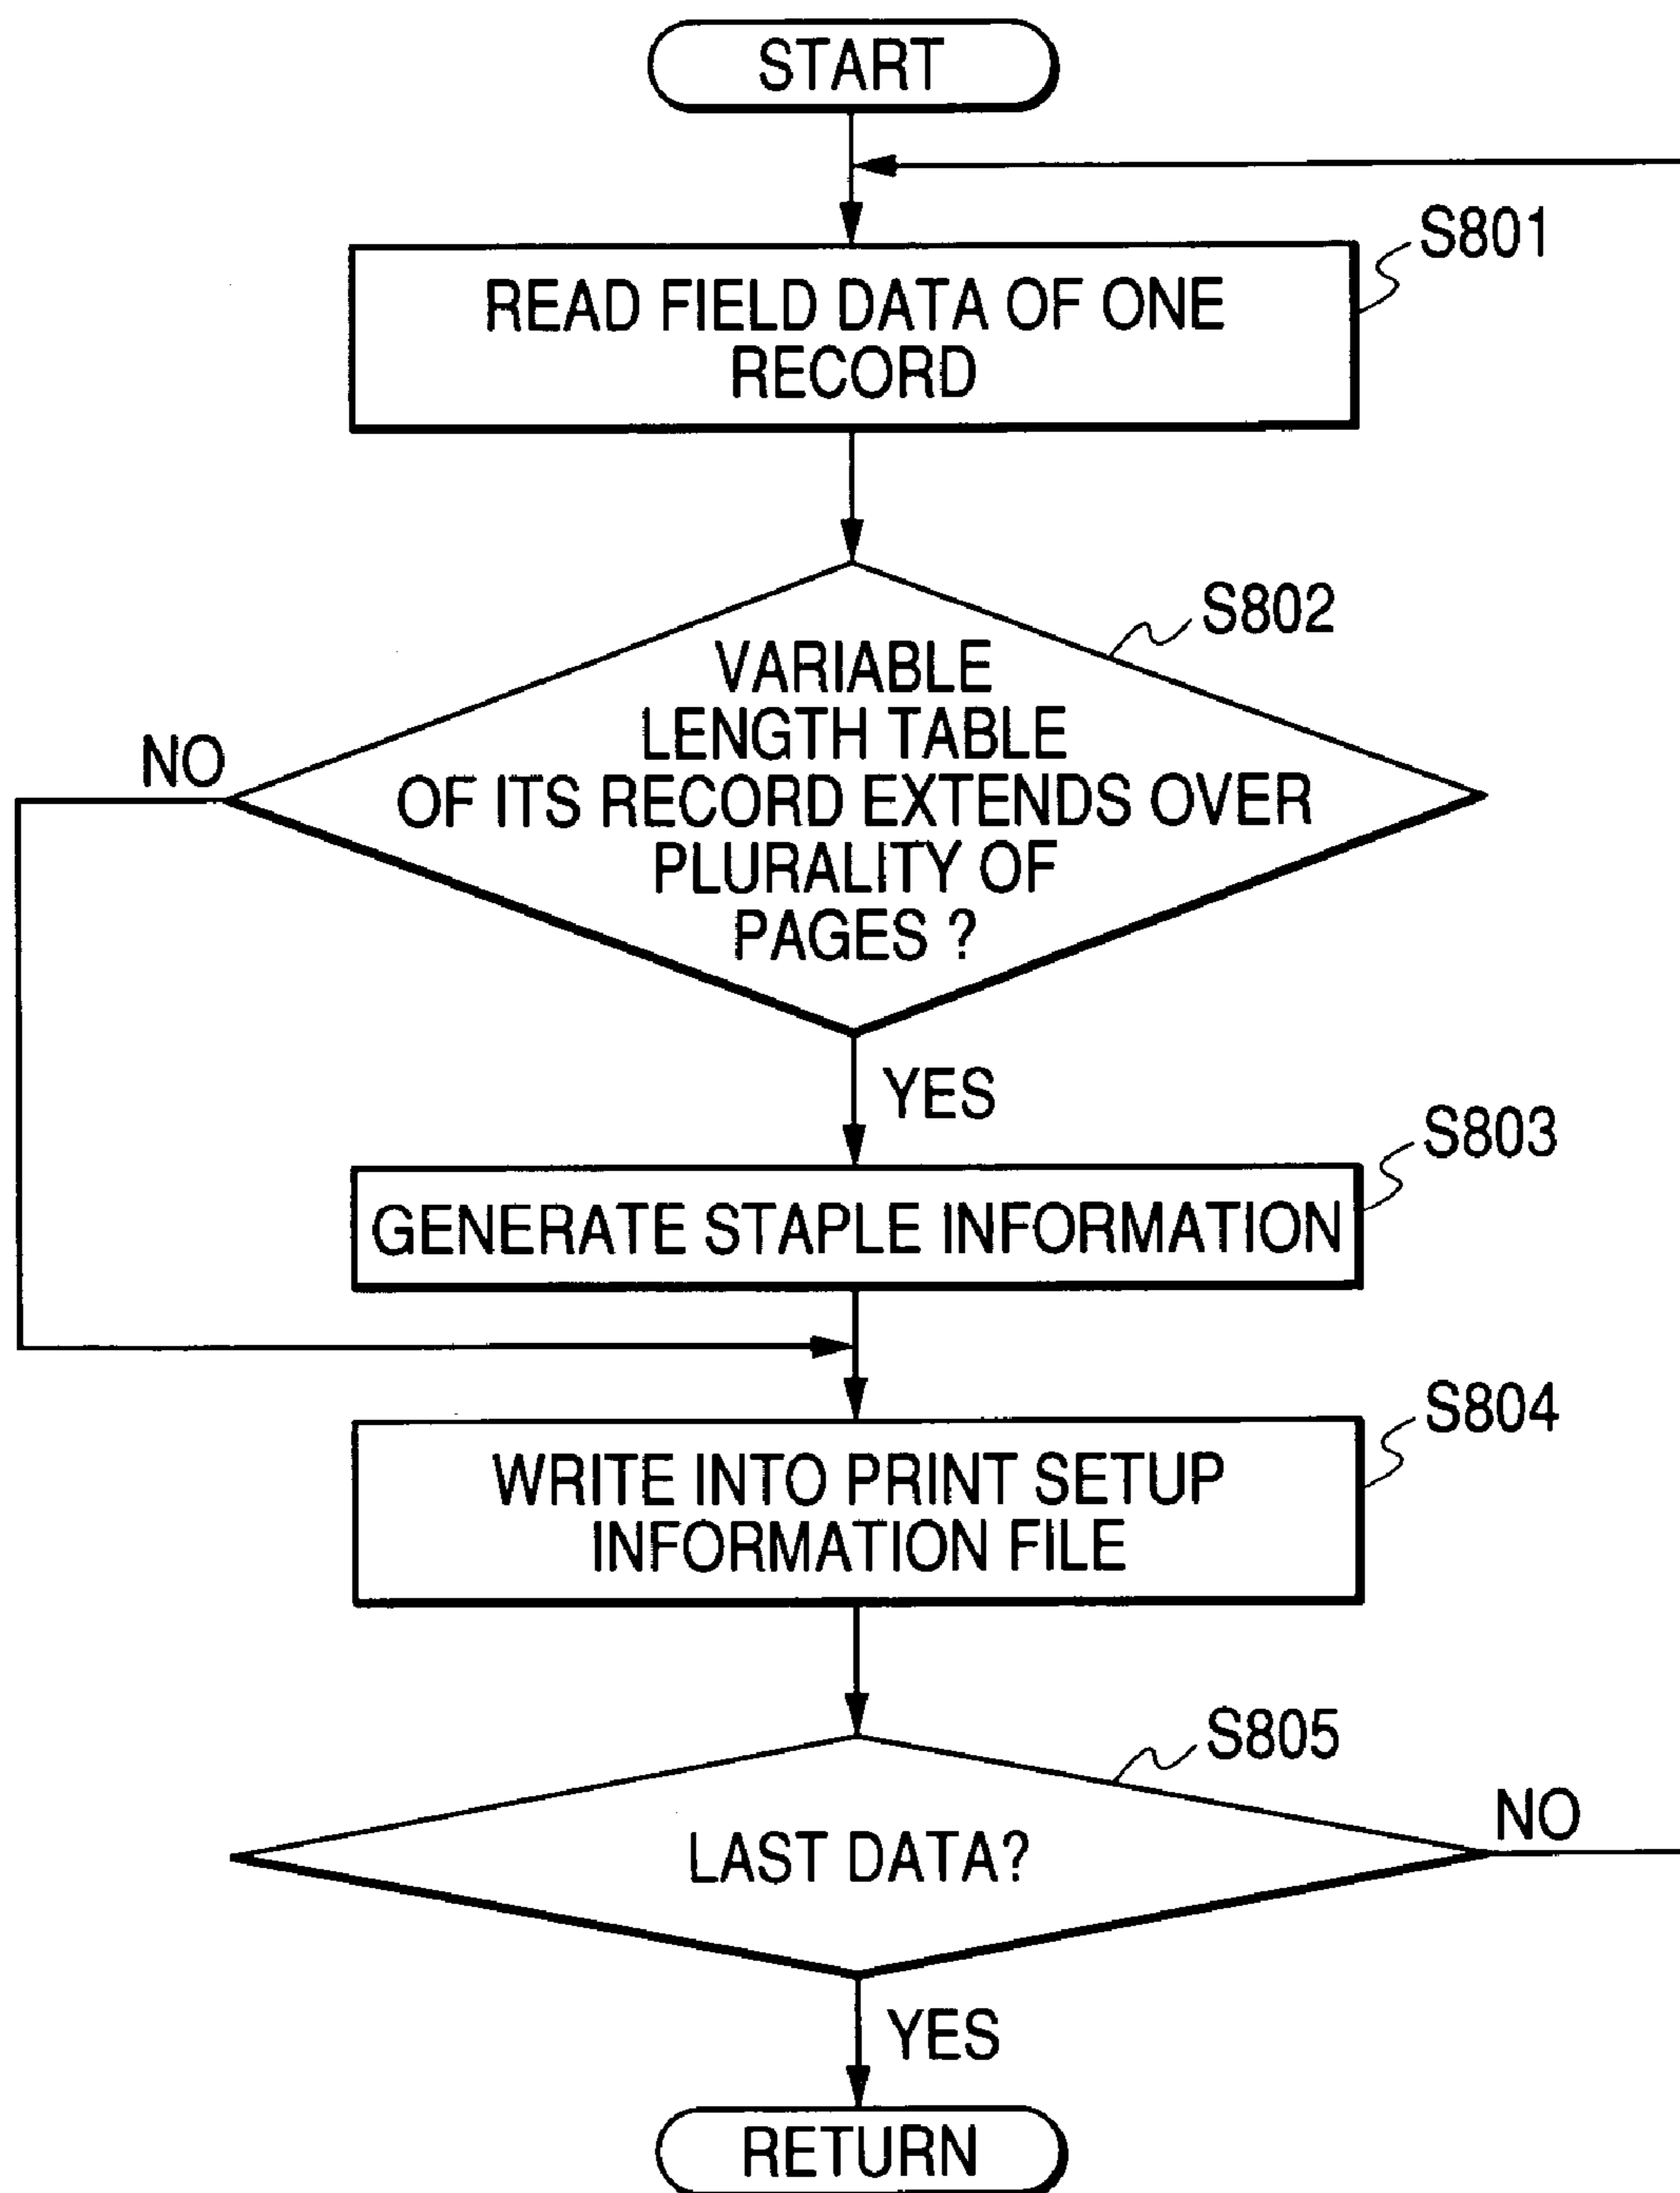 START
S801
READ FIELD DATA OF ONE
RECORD
S802
VARIABLE
LENGTH TABLE
OF ITS RECORD EXTENDS OVER
PLURALITY OF
PAGES ?
NO
YES
S803
GENERATE STAPLE INFORMATION
S804
WRITE INTO PRINT SETUP
INFORMATION FILE
S805
LAST DATA?
NO
YES
RETURN